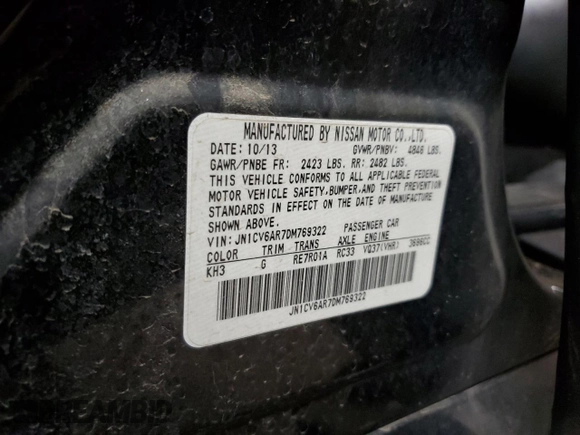 MANUFACTURED BY NISSAN MOTOR CO.,LTD.
DATE: 10/13 GVWR/PNBV: 4848 LBS.
GAWR/PNBE FR: 2423 LBS. RR: 2482 LBS.
THIS VEHICLE CONFORMS TO ALL APPLICABLE FEDERAL
MOTOR VEHICLE SAFETY,BUMPER,AND THEFT PREVENTION
STANDARDS IN EFFECT ON THE DATE OF MANUFACTURE
SHOWN ABOVE.
VIN: JN1CV6AR7DM769322 PASSENGER CAR
COLOR TRIM TRANS AXLE ENGINE
KH3 G RE7R01A RC33 VQ37(VHR) 3696CC
JN1CV6AR7DM769322